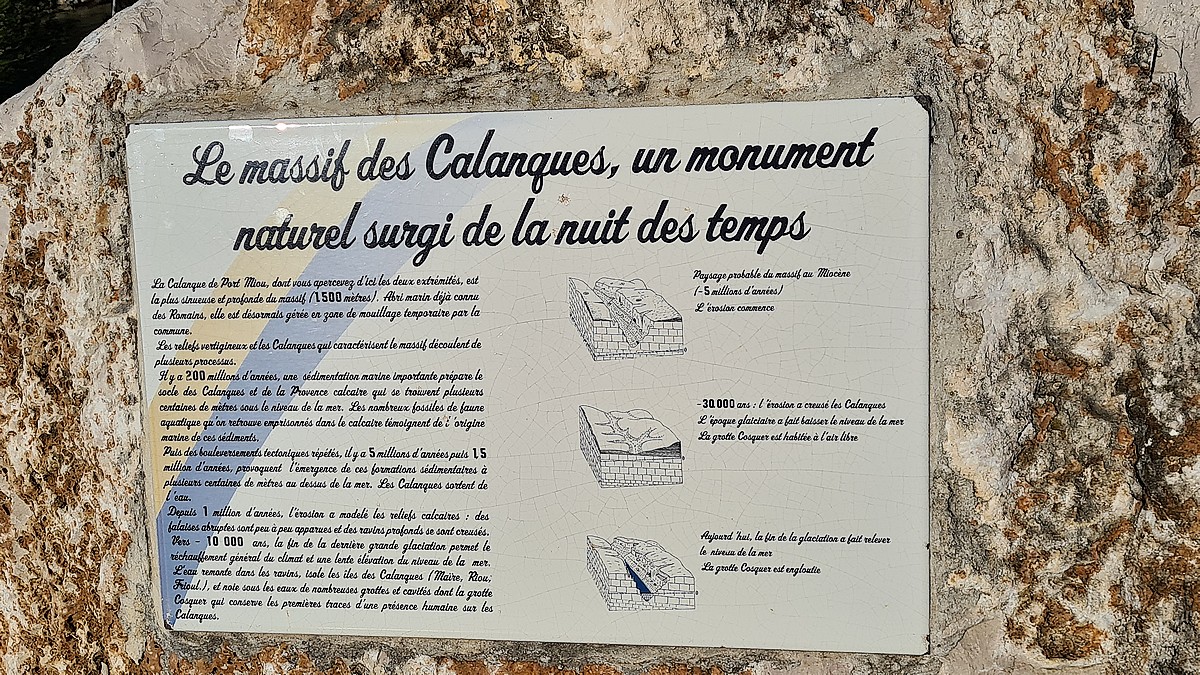 Le massif des Calanques, un monument
naturel surgi de la nuit des temps
La Calanque de Port Miou, dont vous apercevez d'ici les deux extrémités, est
la plus sinueuse et profonde du massif (1500 mètres). Abri marin déjà connu
des Romains, elle est désormais gérée en zone de mouillage temporaire par la
commune.
Les reliefs vertigineux et les Calanques qui caractérisent le massif découlent de
plusieurs processus.
Il y a 200 millions d'années, une sédimentation marine importante prépare le
socle des Calanques et de la Provence calcaire qui se trouvent plusieurs
centaines de mètres sous le niveau de la mer. Les nombreux fossiles de faune
aquatique qu'on retrouve emprisonnés dans le calcaire témoignent de l'origine
marine de ces sédiments.
Puis des bouleversements tectoniques répétés, il y a 5 millions d'années puis 1.5
million d'années, provoquent l'émergence de ces formations sédimentaires à
plusieurs centaines de mètres au dessus de la mer. Les Calanques sortent de
l'eau.
Depuis 1 million d'années, l'érosion a modelé les reliefs calcaires : des
falaises abruptes sont peu à peu apparues et des ravins profonds se sont creusés.
Vers - 10 000 ans, la fin de la dernière grande glaciation permet le
réchauffement général du climat et une lente élévation du niveau de la mer.
L'eau remonte dans les ravins, isole les iles des Calanques (Maïre, Riou,
Frioul.), et noie sous les eaux de nombreuses grottes et cavités dont la grotte
Cosquer qui conserve les premières traces d'une présence humaine sur les
Calanques.
Paysage probable du massif au Miocène
(-5 millions d'années)
L'érosion commence
-30.000 ans : l'érosion a creusé les Calanques
L'époque glaiciaire a fait baisser le niveau de la mer
La grotte Cosquer est habitée à l'air libre
Aujourd'hui, la fin de la glaciation a fait relever
le niveau de la mer
La grotte Cosquer est engloutie